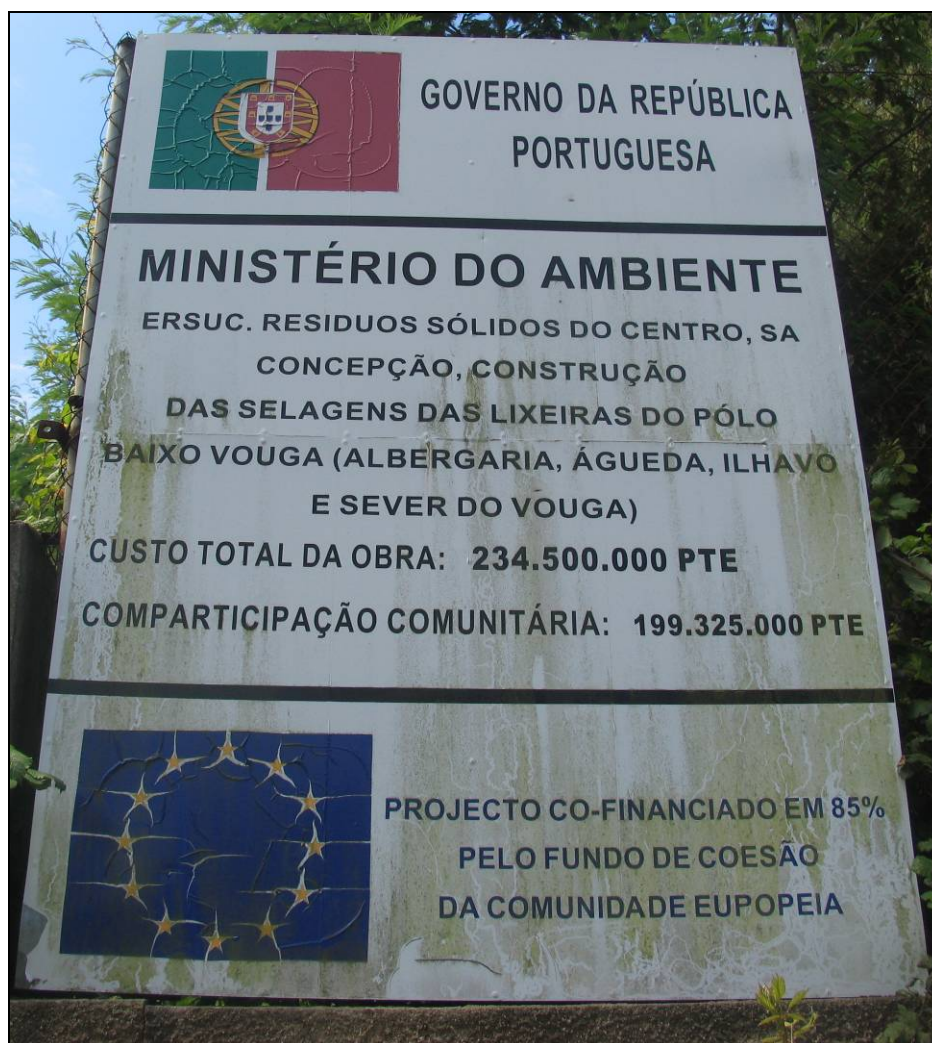 GOVERNO DA REPÚBLICA
PORTUGUESA
MINISTÉRIO DO AMBIENTE
ERSUC. RESIDUOS SÓLIDOS DO CENTRO, SA
CONCEPÇÃO, CONSTRUÇÃO
DAS SELAGENS DAS LIXEIRAS DO PÓLO
BAIXO VOUGA (ALBERGARIA, ÁGUEDA, ILHAVO
E SEVER DO VOUGA)
CUSTO TOTAL DA OBRA: 234.500.000 PTE
COMPARTICIPAÇÃO COMUNITÁRIA: 199.325.000 PTE
PROJECTO CO-FINANCIADO EM 85%
PELO FUNDO DE COESÃO
DA COMUNIDADE EUPOPEIA